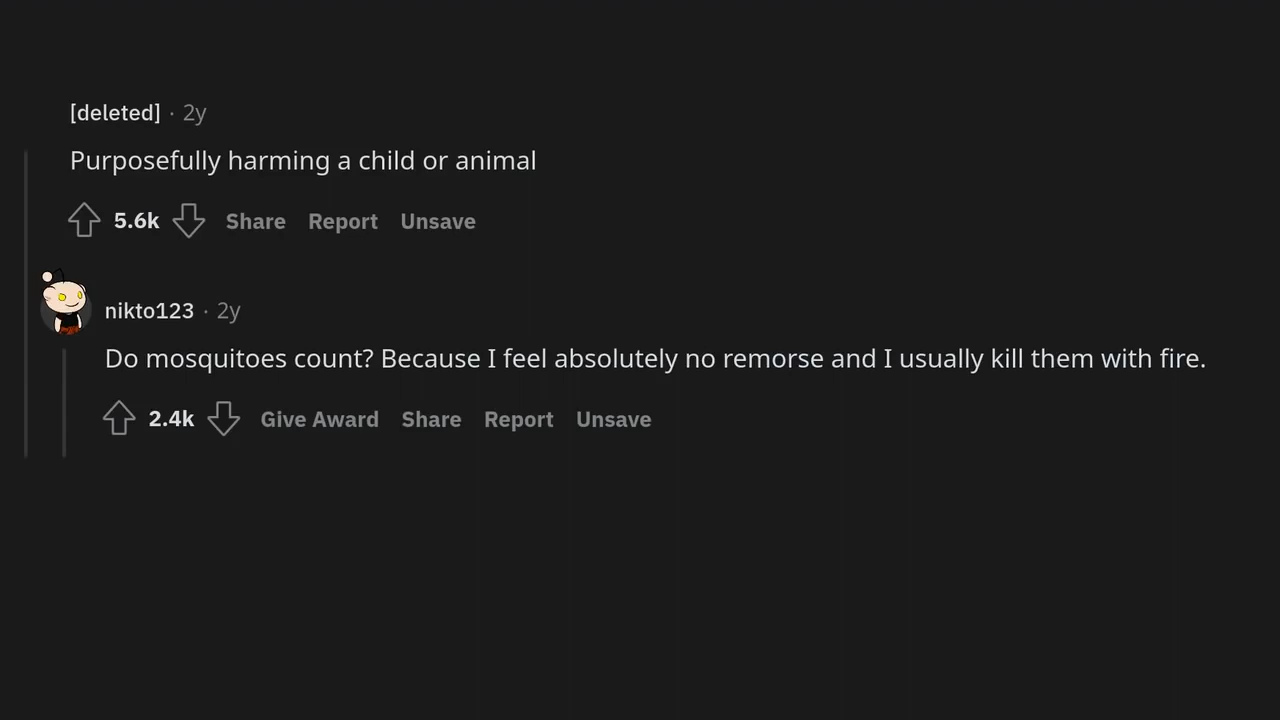 [deleted] · 2y
Purposefully harming a child or animal
5.6k Share Report Unsave
nikto123 · 2y
Do mosquitoes count? Because I feel absolutely no remorse and I usually kill them with fire.
2.4k Give Award Share Report Unsave